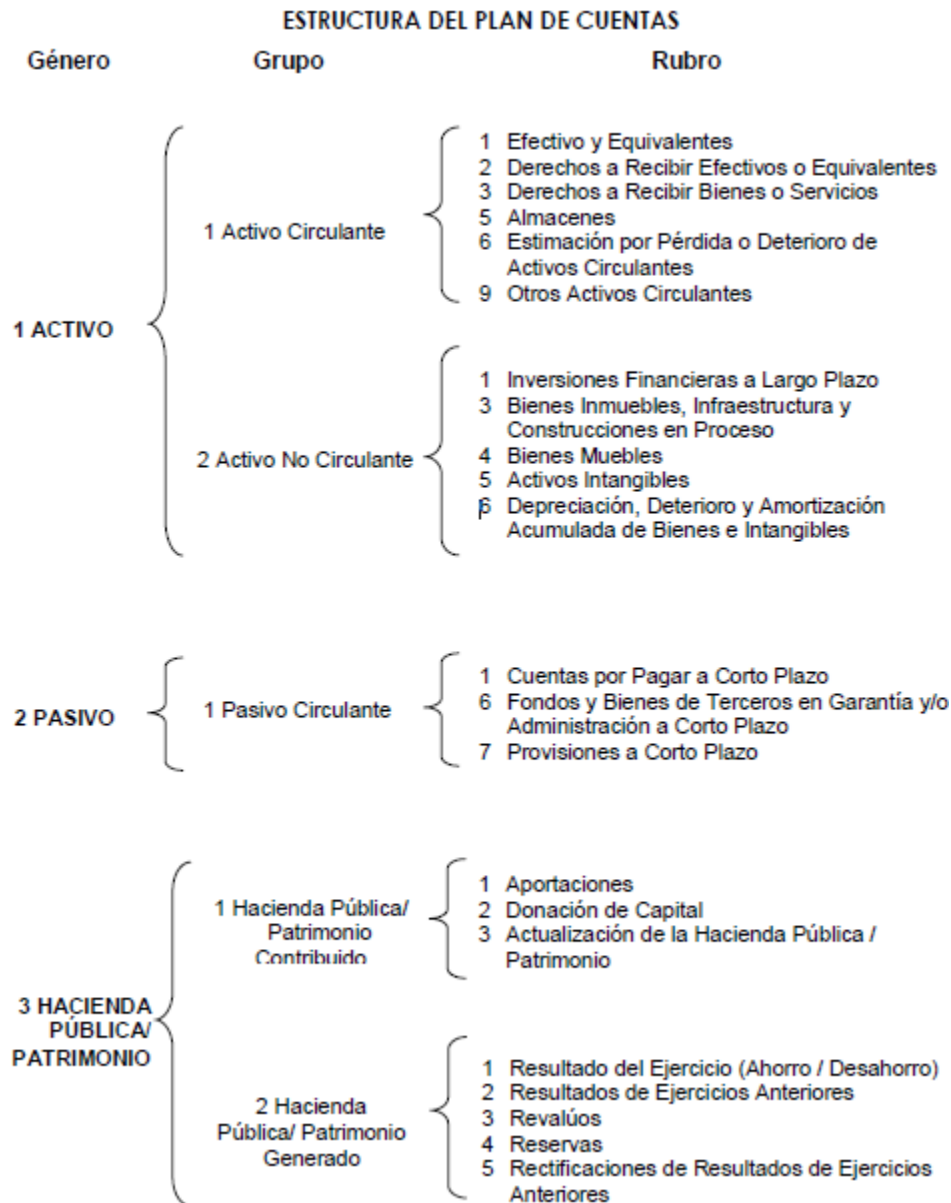 ESTRUCTURA DEL PLAN DE CUENTAS
Género Grupo Rubro
1 ACTIVO
1 Activo Circulante
1 Efectivo y Equivalentes
2 Derechos a Recibir Efectivos o Equivalentes
3 Derechos a Recibir Bienes o Servicios
5 Almacenes
6 Estimación por Pérdida o Deterioro de
Activos Circulantes
9 Otros Activos Circulantes
2 Activo No Circulante
1 Inversiones Financieras a Largo Plazo
3 Bienes Inmuebles, Infraestructura y
Construcciones en Proceso
4 Bienes Muebles
5 Activos Intangibles
6 Depreciación, Deterioro y Amortización
Acumulada de Bienes e Intangibles
2 PASIVO
1 Pasivo Circulante
1 Cuentas por Pagar a Corto Plazo
6 Fondos y Bienes de Terceros en Garantía y/o
Administración a Corto Plazo
7 Provisiones a Corto Plazo
3 HACIENDA
PÚBLICA/
PATRIMONIO
1 Hacienda Pública/
Patrimonio
Contribuido
1 Aportaciones
2 Donación de Capital
3 Actualización de la Hacienda Pública /
Patrimonio
2 Hacienda
Pública/ Patrimonio
Generado
1 Resultado del Ejercicio (Ahorro / Desahorro)
2 Resultados de Ejercicios Anteriores
3 Revalúos
4 Reservas
5 Rectificaciones de Resultados de Ejercicios
Anteriores